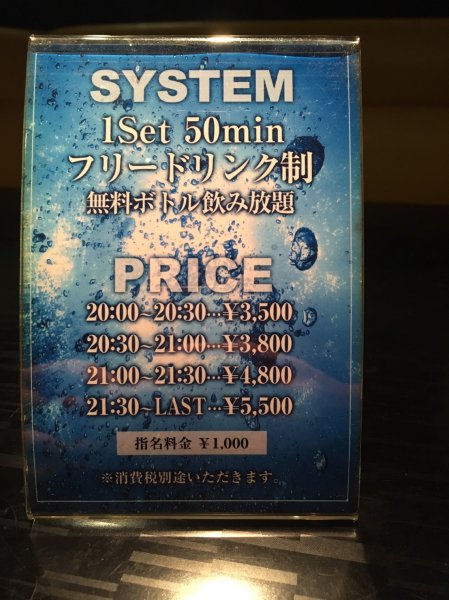 SYSTEM
1Set 50min
フリードリンク制
無料ボトル飲み放題
PRICE
20:00~20:30…¥3,500
20:30~21:00…¥3,800
21:00~21:30…¥4,800
21:30~LAST…¥5,500
指名料金 ¥1,000
※消費税別途いただきます。